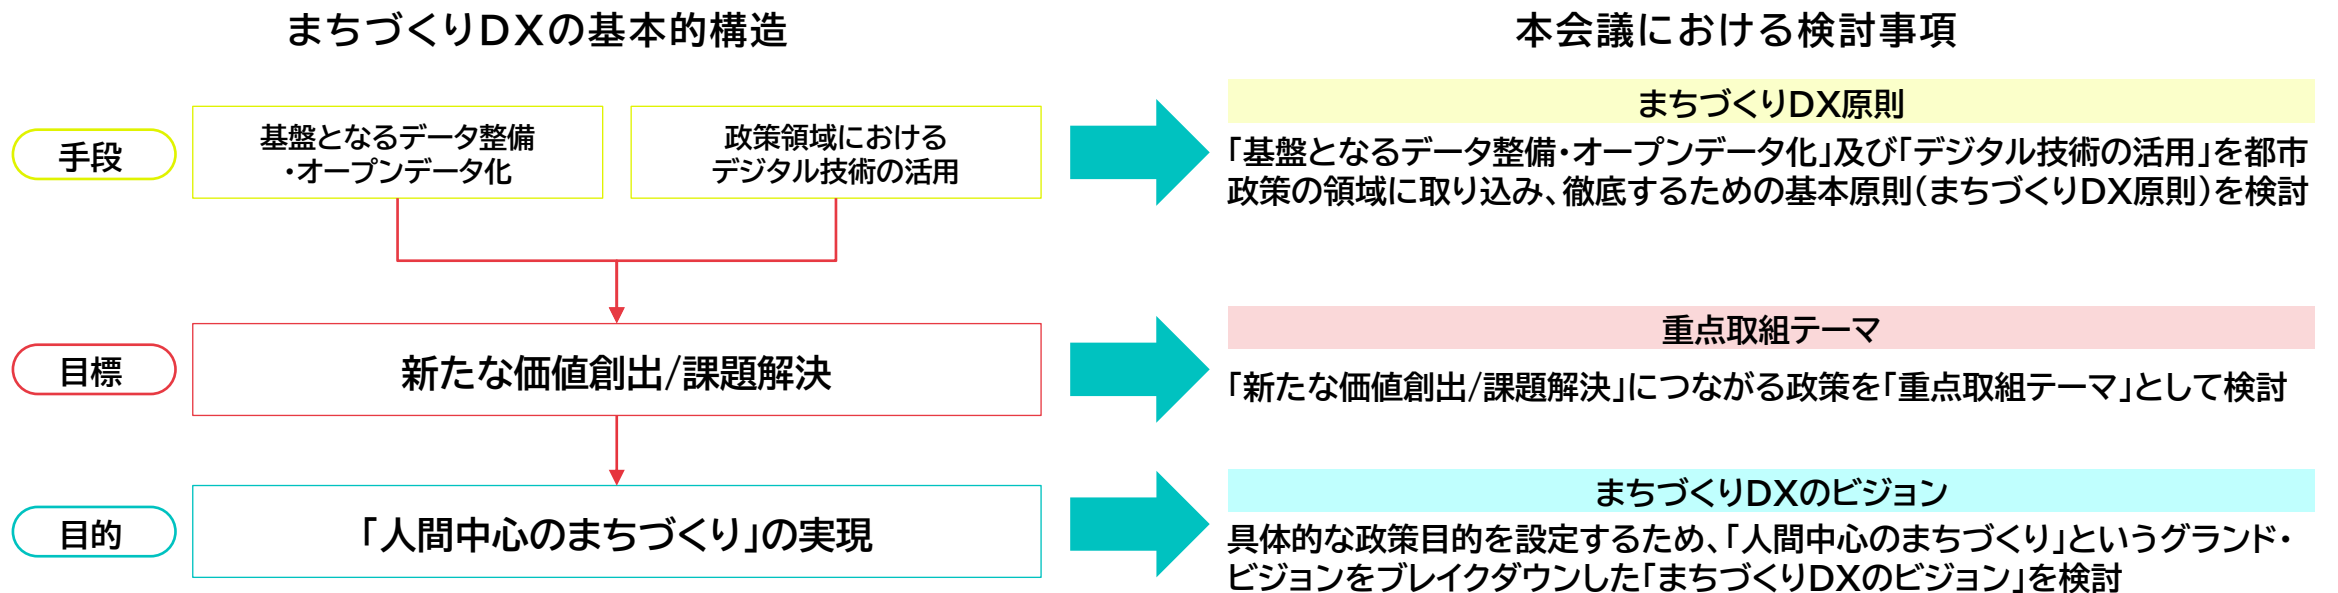 まちづくりDXの基本的構造
本会議における検討事項
手段
基盤となるデータ整備
・オープンデータ化
政策領域における
デジタル技術の活用
まちづくりDX原則
「基盤となるデータ整備・オープンデータ化」及び「デジタル技術の活用」を都市
政策の領域に取り込み、徹底するための基本原則(まちづくりDX原則)を検討
目標
新たな価値創出/課題解決
重点取組テーマ
「新たな価値創出/課題解決」につながる政策を「重点取組テーマ」として検討
目的
「人間中心のまちづくり」の実現
まちづくりDXのビジョン
具体的な政策目的を設定するため、「人間中心のまちづくり」というグランド・
ビジョンをブレイクダウンした「まちづくりDXのビジョン」を検討